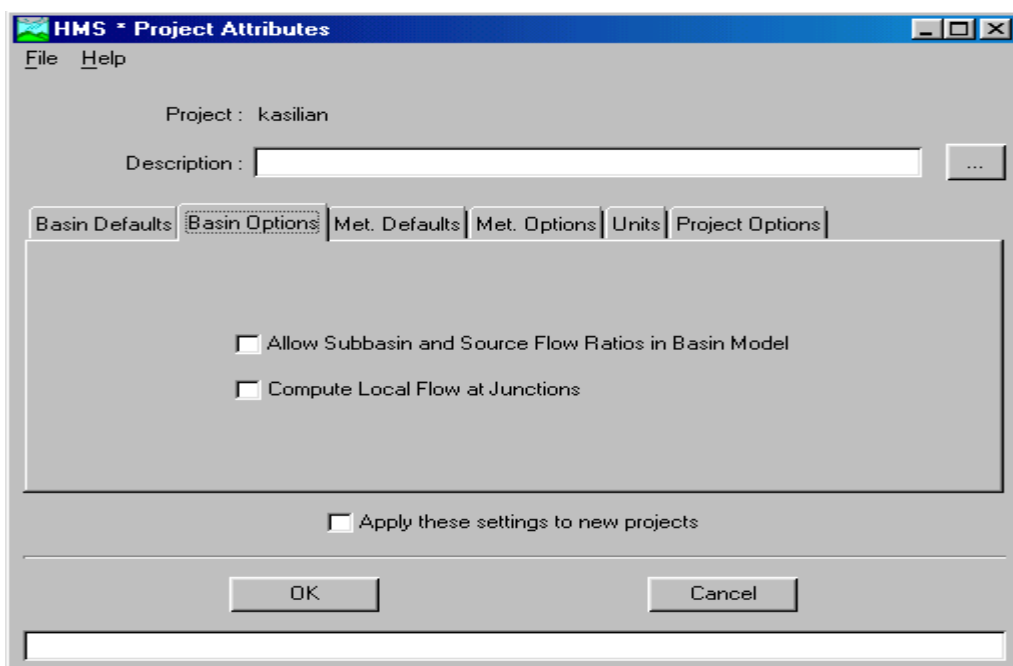 HMS * Project Attributes
File Help
Project : kasilian
Description :
...
Basin Defaults Basin Options Met. Defaults Met. Options Units Project Options
Allow Subbasin and Source Flow Ratios in Basin Model
Compute Local Flow at Junctions
Apply these settings to new projects
OK Cancel